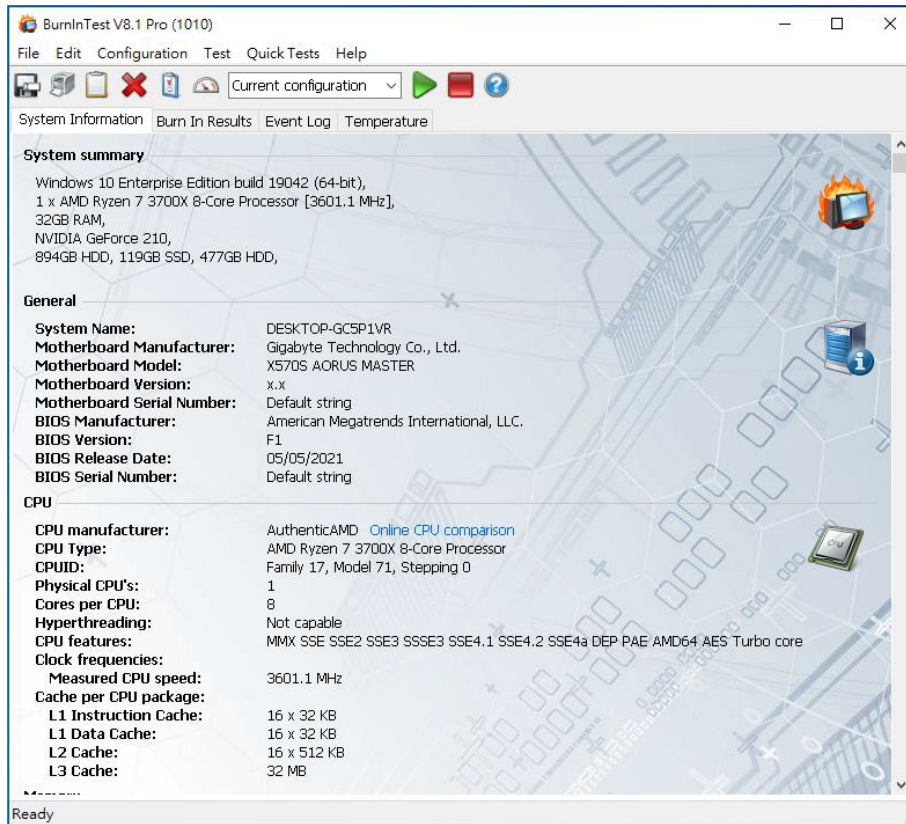 BurnInTest V8.1 Pro (1010)
File Edit Configuration Test Quick Tests Help
Current configuration
System Information Burn In Results Event Log Temperature
System summary
Windows 10 Enterprise Edition build 19042 (64-bit),
1 x AMD Ryzen 7 3700X 8-Core Processor [3601.1 MHz],
32GB RAM,
NVIDIA GeForce 210,
894GB HDD, 119GB SSD, 477GB HDD,
General
System Name: DESKTOP-GC5P1VR
Motherboard Manufacturer: Gigabyte Technology Co., Ltd.
Motherboard Model: X570S AORUS MASTER
Motherboard Version: x.x
Motherboard Serial Number: Default string
BIOS Manufacturer: American Megatrends International, LLC.
BIOS Version: F1
BIOS Release Date: 05/05/2021
BIOS Serial Number: Default string
CPU
CPU manufacturer: AuthenticAMD Online CPU comparison
CPU Type: AMD Ryzen 7 3700X 8-Core Processor
CPUID: Family 17, Model 71, Stepping 0
Physical CPU's: 1
Cores per CPU: 8
Hyperthreading: Not capable
CPU features: MMX SSE SSE2 SSE3 SSSE3 SSE4.1 SSE4.2 SSE4a DEP PAE AMD64 AES Turbo core
Clock frequencies:
Measured CPU speed: 3601.1 MHz
Cache per CPU package:
L1 Instruction Cache: 16 x 32 KB
L1 Data Cache: 16 x 32 KB
L2 Cache: 16 x 512 KB
L3 Cache: 32 MB
Ready